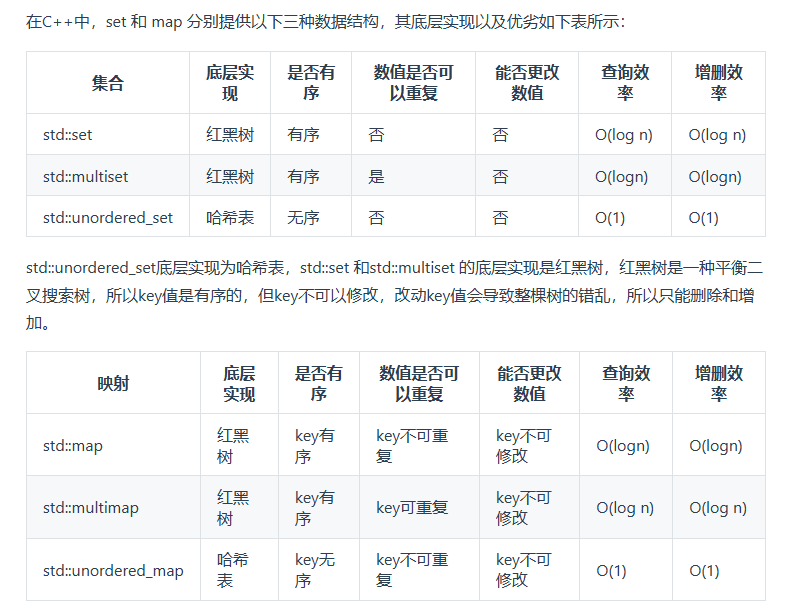 在C++中，set 和 map 分别提供以下三种数据结构，其底层实现以及优劣如下表所示：
集合 底层实现 是否有序 数值是否可以重复 能否更改数值 查询效率 增删效率
std::set 红黑树 有序 否 否 O(log n) O(log n)
std::multiset 红黑树 有序 是 否 O(logn) O(logn)
std::unordered_set 哈希表 无序 否 否 O(1) O(1)
std::unordered_set底层实现为哈希表，std::set 和std::multiset 的底层实现是红黑树，红黑树是一种平衡二
叉搜索树，所以key值是有序的，但key不可以修改，改动key值会导致整棵树的错乱，所以只能删除和增
加。
映射 底层实现 是否有序 数值是否可以重复 能否更改数值 查询效率 增删效率
std::map 红黑树 key有序 key不可重复 key不可修改 O(logn) O(logn)
std::multimap 红黑树 key有序 key可重复 key不可修改 O(log n) O(log n)
std::unordered_map 哈希表 key无序 key不可重复 key不可修改 O(1) O(1)